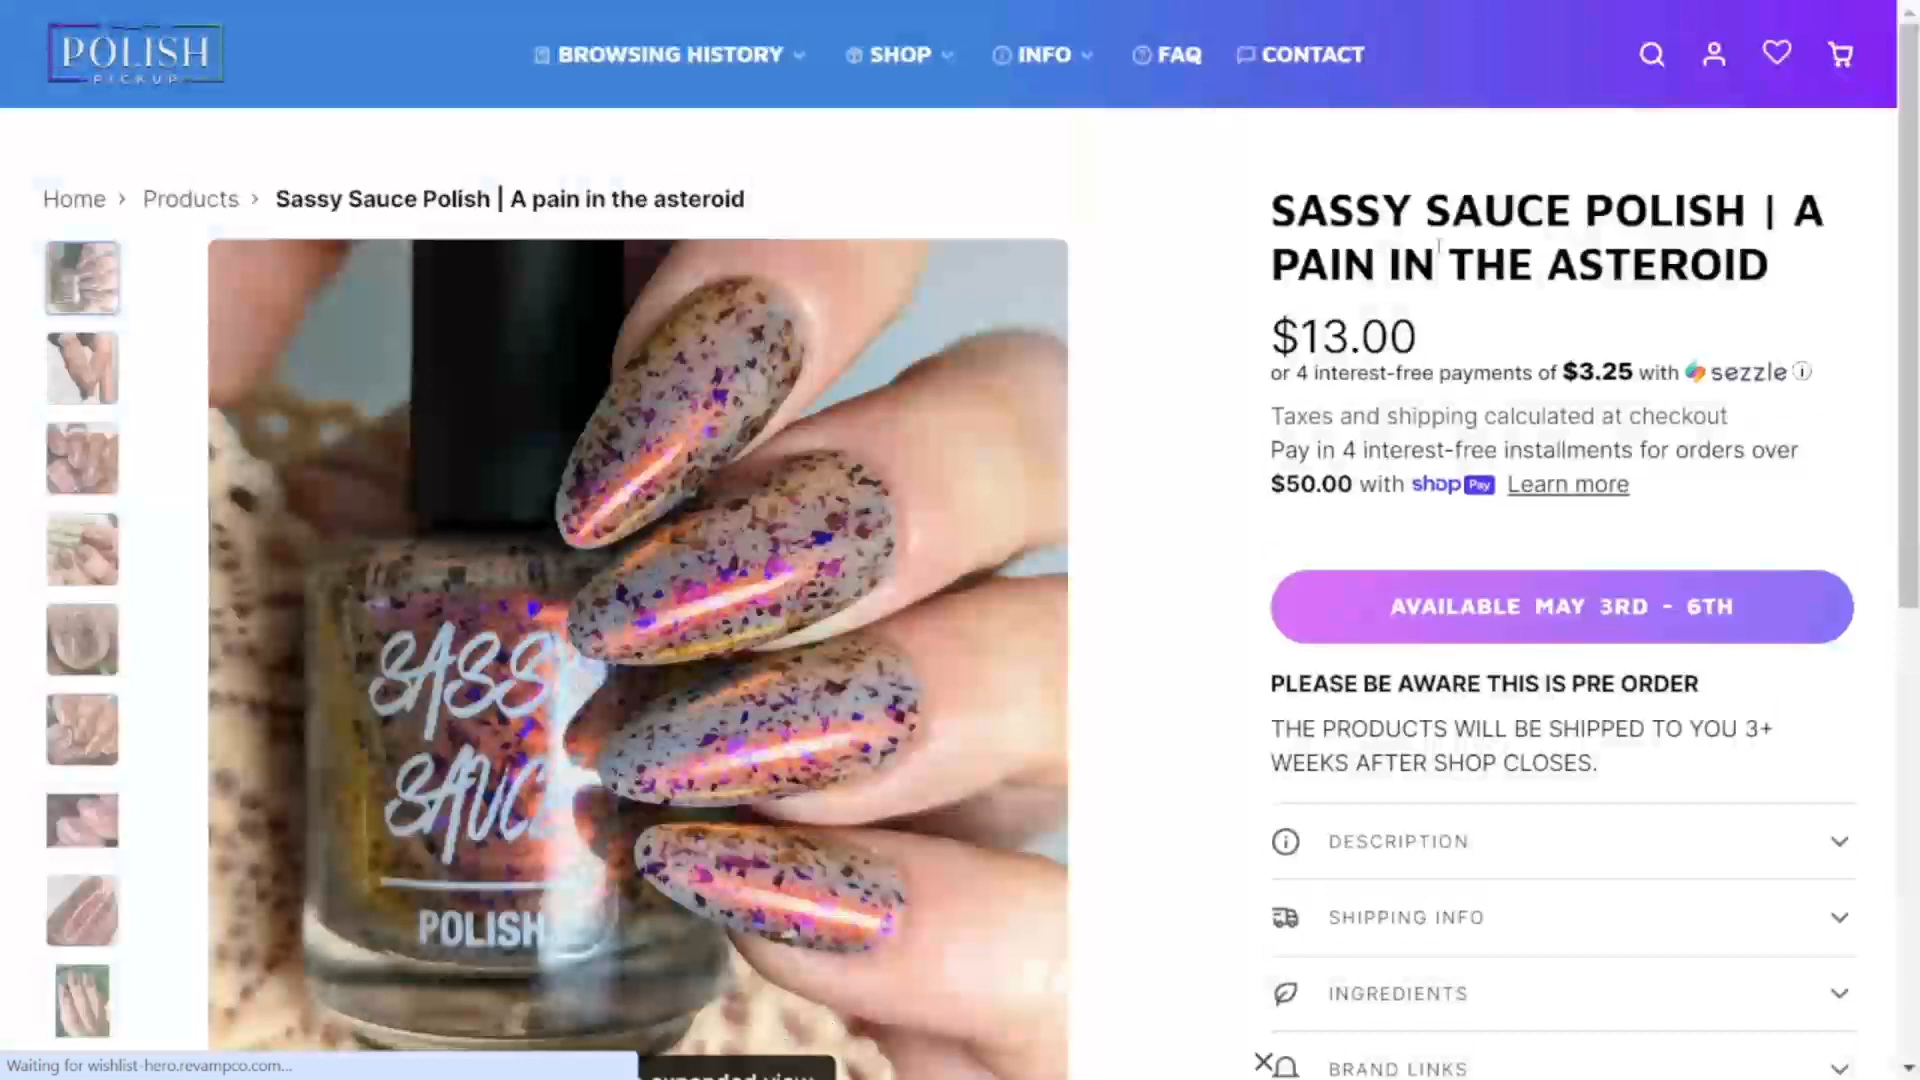 POLISH
PICKUP
BROWSING HISTORY
SHOP
INFO
FAQ
CONTACT
Home > Products > Sassy Sauce Polish | A pain in the asteroid
SASSY SAUCE POLISH | A
PAIN IN THE ASTEROID
$13.00
or 4 interest-free payments of $3.25 with sezzle
Taxes and shipping calculated at checkout
Pay in 4 interest-free installments for orders over
$50.00 with shop Pay Learn more
AVAILABLE MAY 3RD - 6TH
PLEASE BE AWARE THIS IS PRE ORDER
THE PRODUCTS WILL BE SHIPPED TO YOU 3+
WEEKS AFTER SHOP CLOSES.
DESCRIPTION
SHIPPING INFO
INGREDIENTS
BRAND LINKS
SASSY
SAUCE
POLISH
Waiting for wishlist-hero.revampco.com...
expanded view